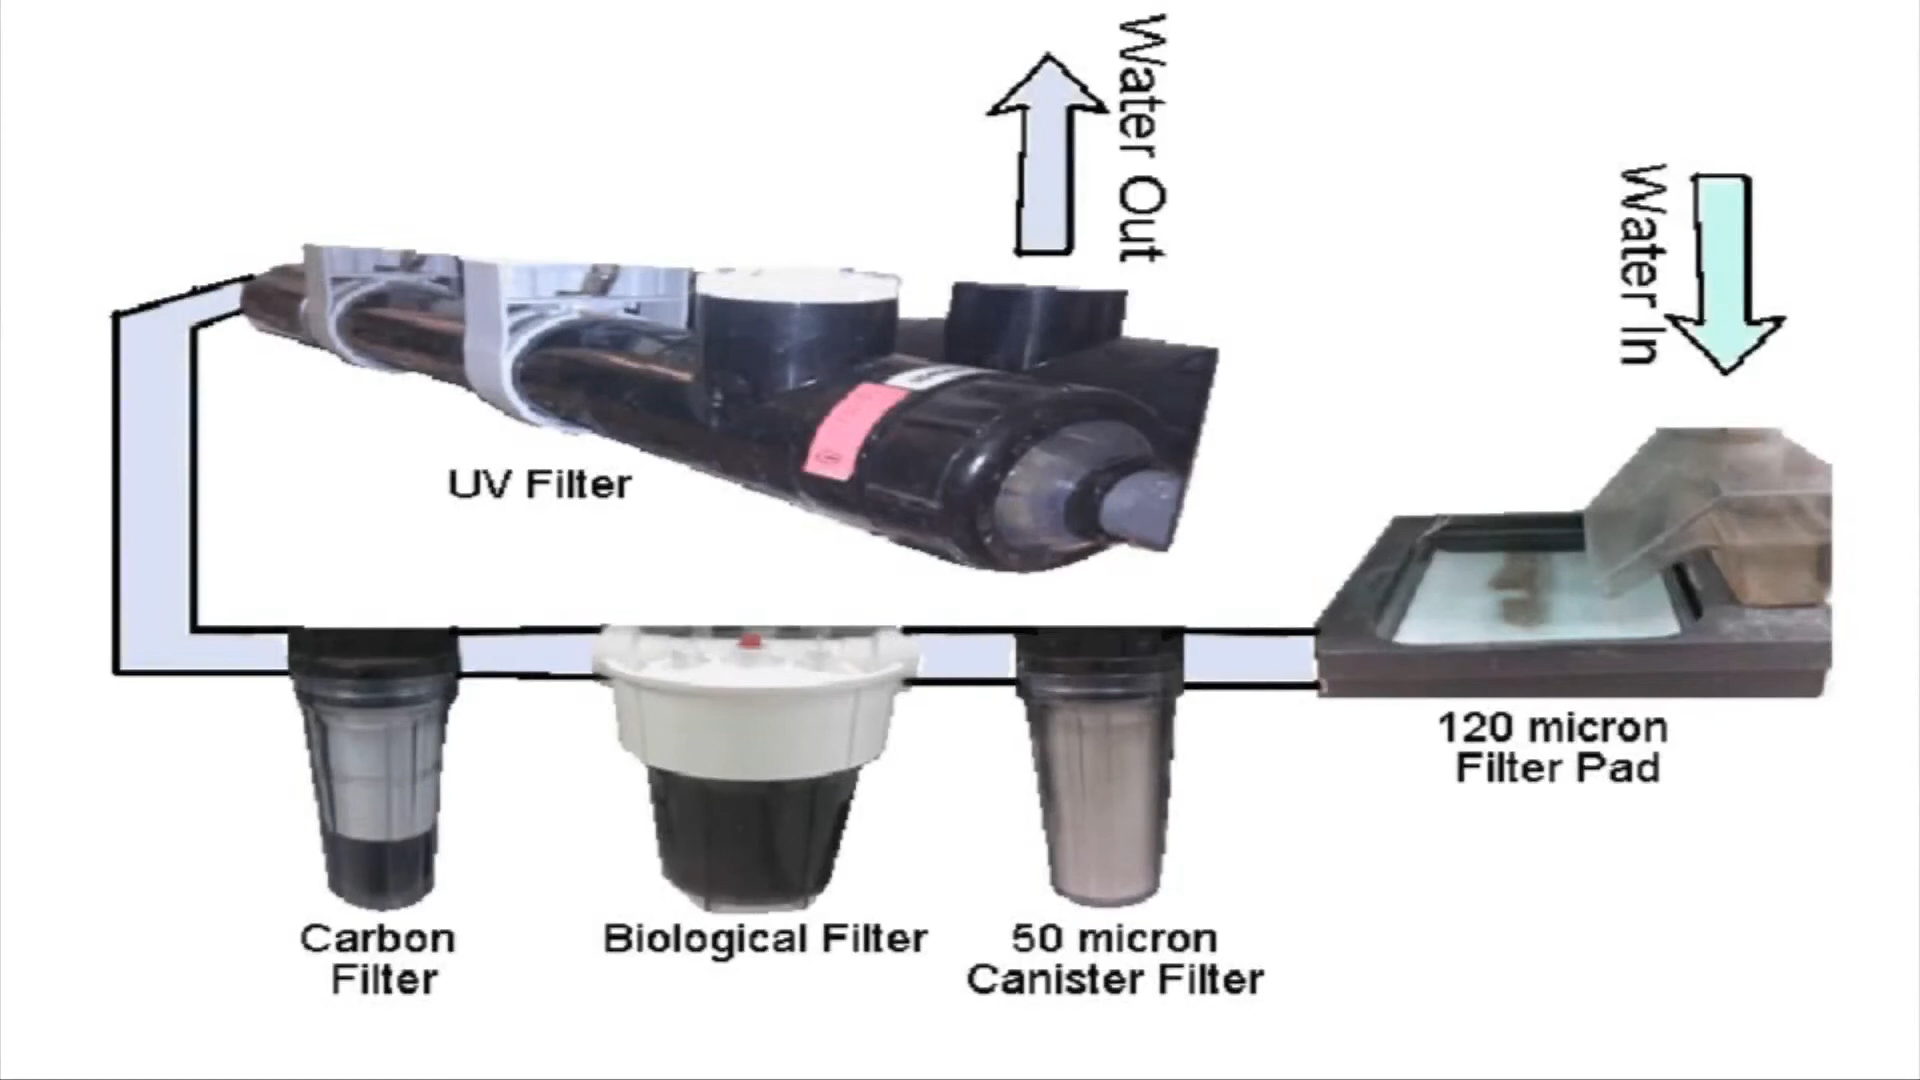 Water Out
Water In
UV Filter
120 micron
Filter Pad
Carbon
Filter
Biological Filter
50 micron
Canister Filter